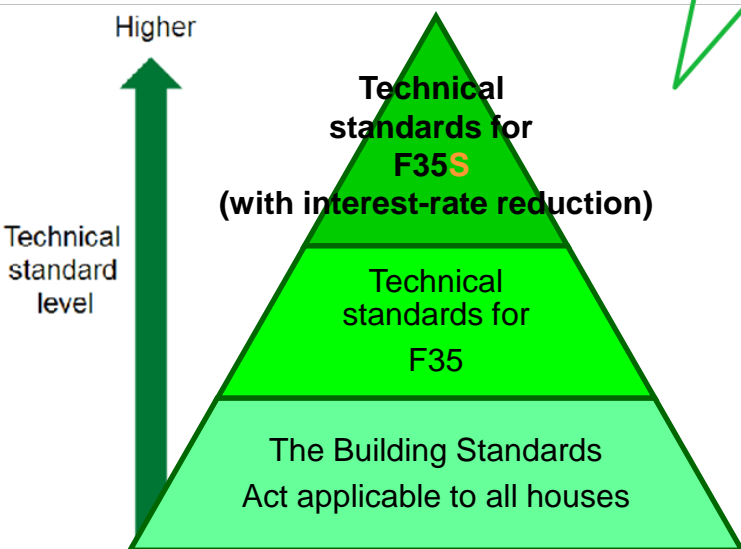 Higher
Technical
standard
level
Technical
standards for
F35S
(with interest-rate reduction)
Technical
standards for
F35
The Building Standards
Act applicable to all houses